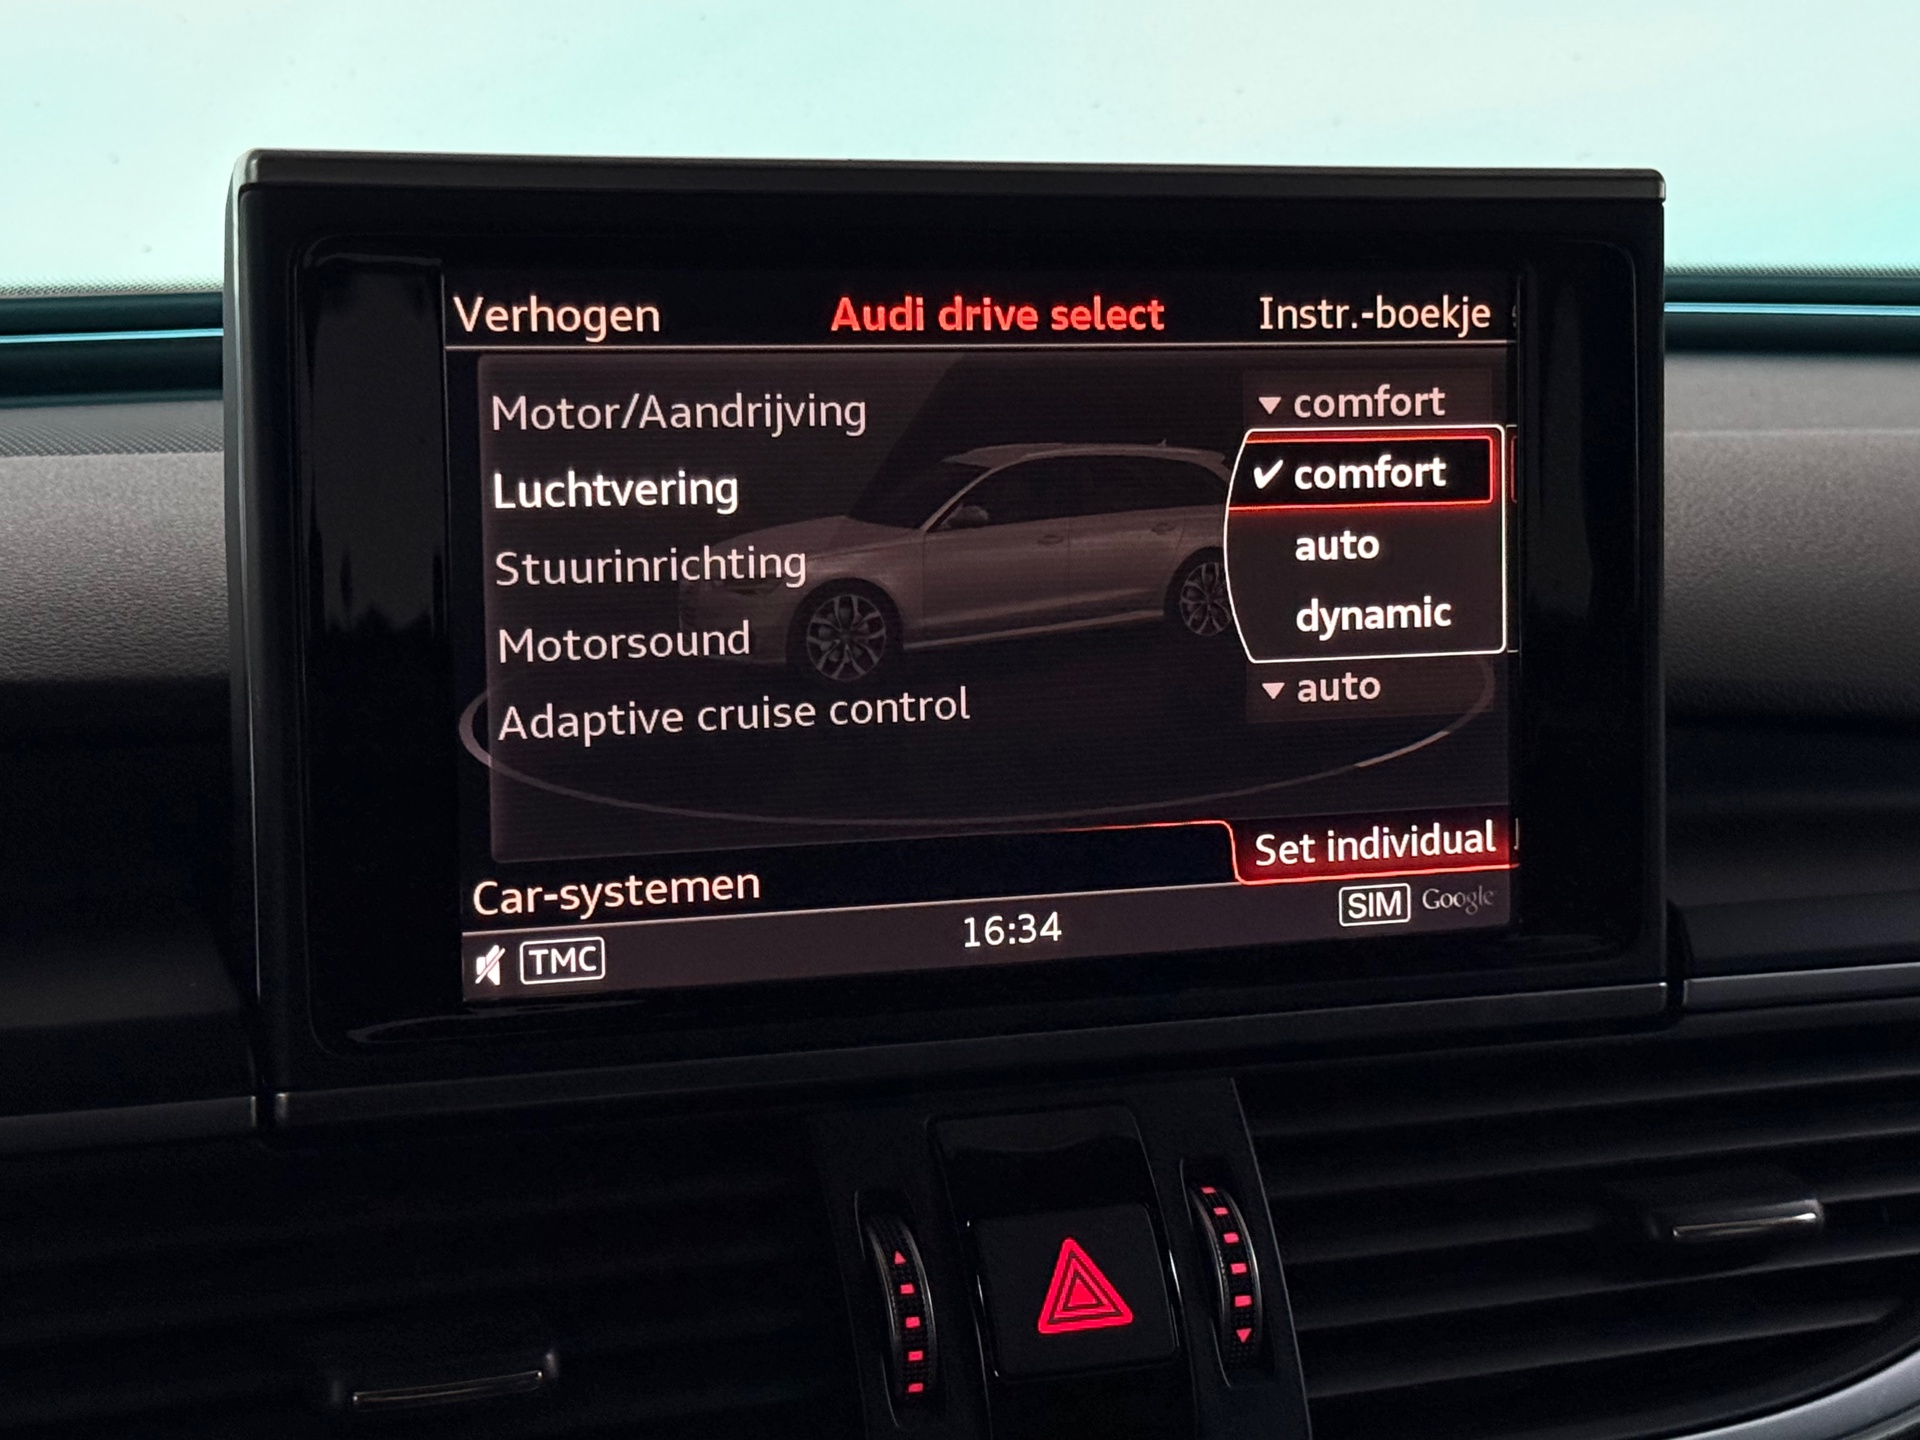 Verhogen Audi drive select Instr.-boekje
Motor/Aandrijving comfort
Luchtvering ✔ comfort
auto
Stuurinrichting
dynamic
Motorsound
Adaptive cruise control auto
Set individual
Car-systemen
TMC 16:34 SIM Google